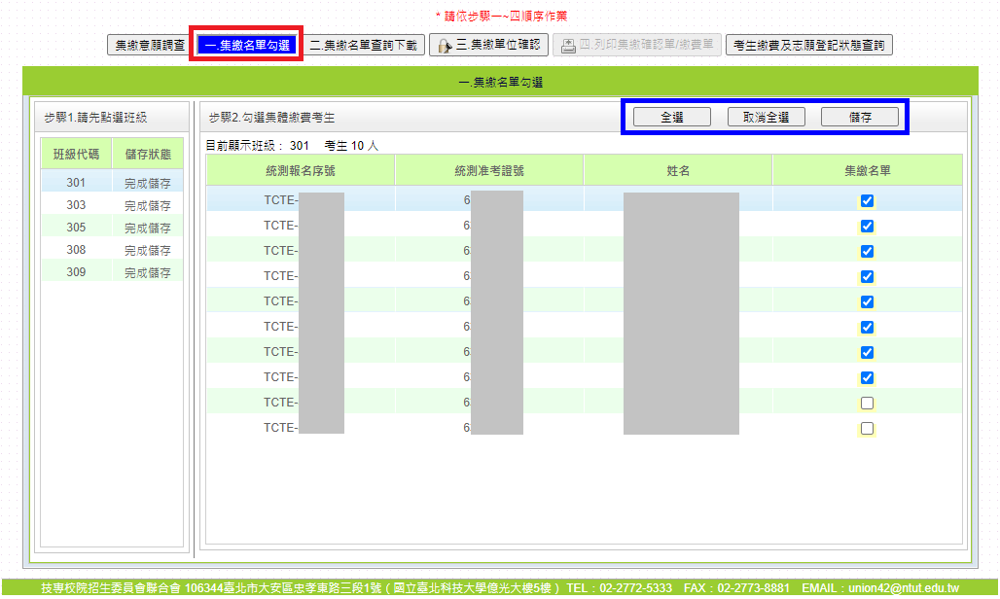 * 請依步驟一~四順序作業
集繳意願調查 一.集繳名單勾選 二.集繳名單查詢下載 三.集繳單位確認 四.列印集繳確認單/繳費單 考生繳費及志願登記狀態查詢
一.集繳名單勾選
步驟1.請先點選班級
班級代碼 儲存狀態
301 完成儲存
303 完成儲存
305 完成儲存
308 完成儲存
309 完成儲存
步驟2.勾選集體繳費考生 全選 取消全選 儲存
目前顯示班級： 301 考生 10 人
統測報名序號 統測准考證號 姓名 集繳名單
TCTE- 6
TCTE- 6
TCTE- 6
TCTE- 6
TCTE- 6
TCTE- 6
TCTE- 6
TCTE- 6
TCTE- 6
TCTE- 6
技專校院招生委員會聯合會 106344臺北市大安區忠孝東路三段1號（國立臺北科技大學億光大樓5樓） TEL：02-2772-5333 FAX：02-2773-8881 EMAIL：union42@ntut.edu.tw